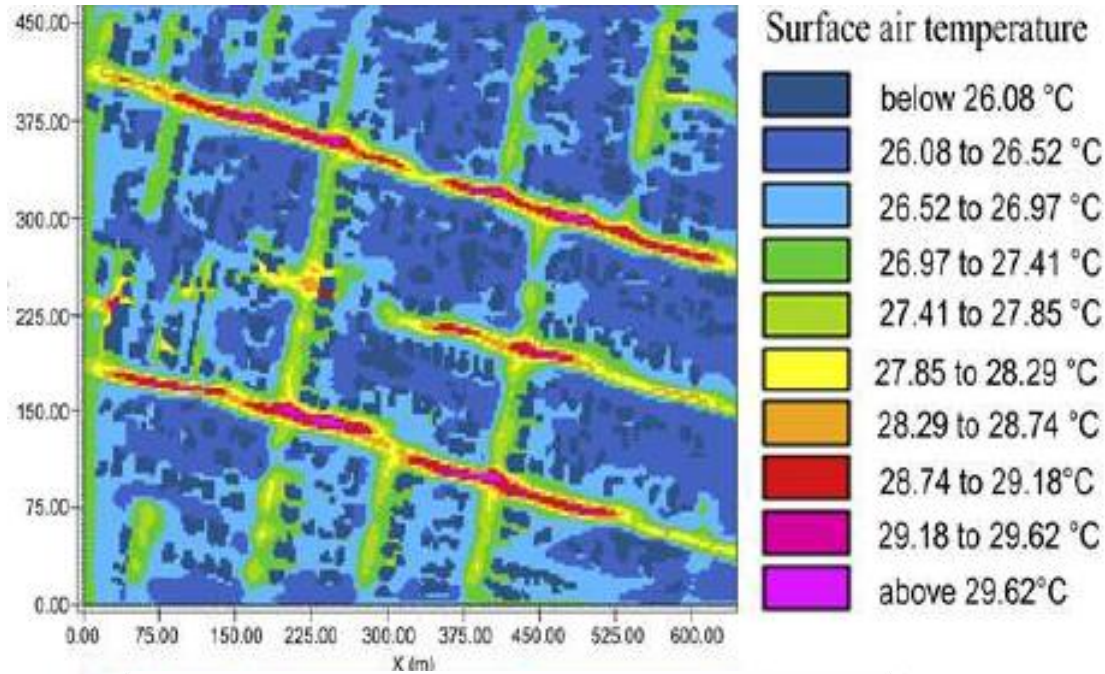 450.00
375.00
300.00
225.00
150.00
75.00
0.00
0.00 75.00 150.00 225.00 300.00 375.00 450.00 525.00 600.00
X (m)
Surface air temperature
below 26.08 °C
26.08 to 26.52 °C
26.52 to 26.97 °C
26.97 to 27.41 °C
27.41 to 27.85 °C
27.85 to 28.29 °C
28.29 to 28.74 °C
28.74 to 29.18°C
29.18 to 29.62 °C
above 29.62°C